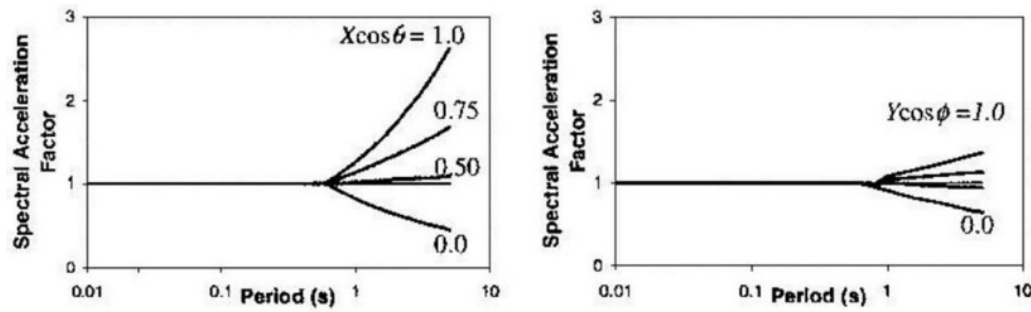 3
Xcosθ = 1.0
2
0.75
0.50
1
0.0
0
0.01
0.1
1
10
Period (s)
Spectral Acceleration
Factor
3
2
Ycosϕ =1.0
1
0.0
0
0.01
0.1
1
10
Period (s)
Spectral Acceleration
Factor